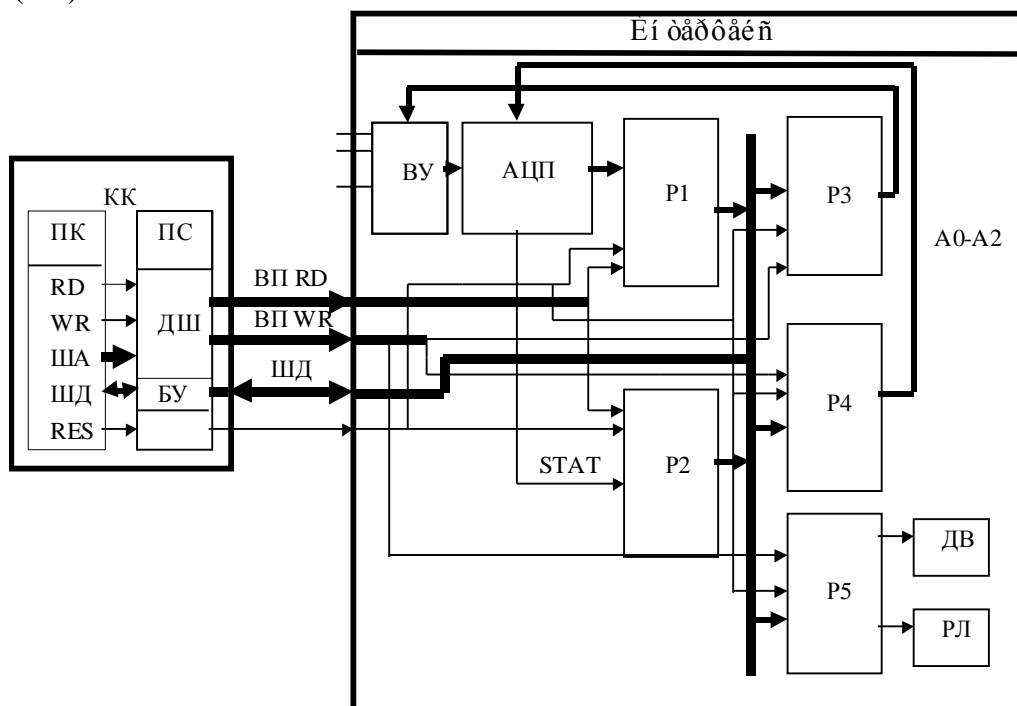 Èí òåðôåéñ
ВУ
АЦП
Р1
Р3
КК
ПК
ПС
А0-А2
RD
ВП RD
WR
ДШ
ВП WR
ША
ШД
ШД
БУ
Р4
RES
STAT
Р2
ДВ
Р5
РЛ